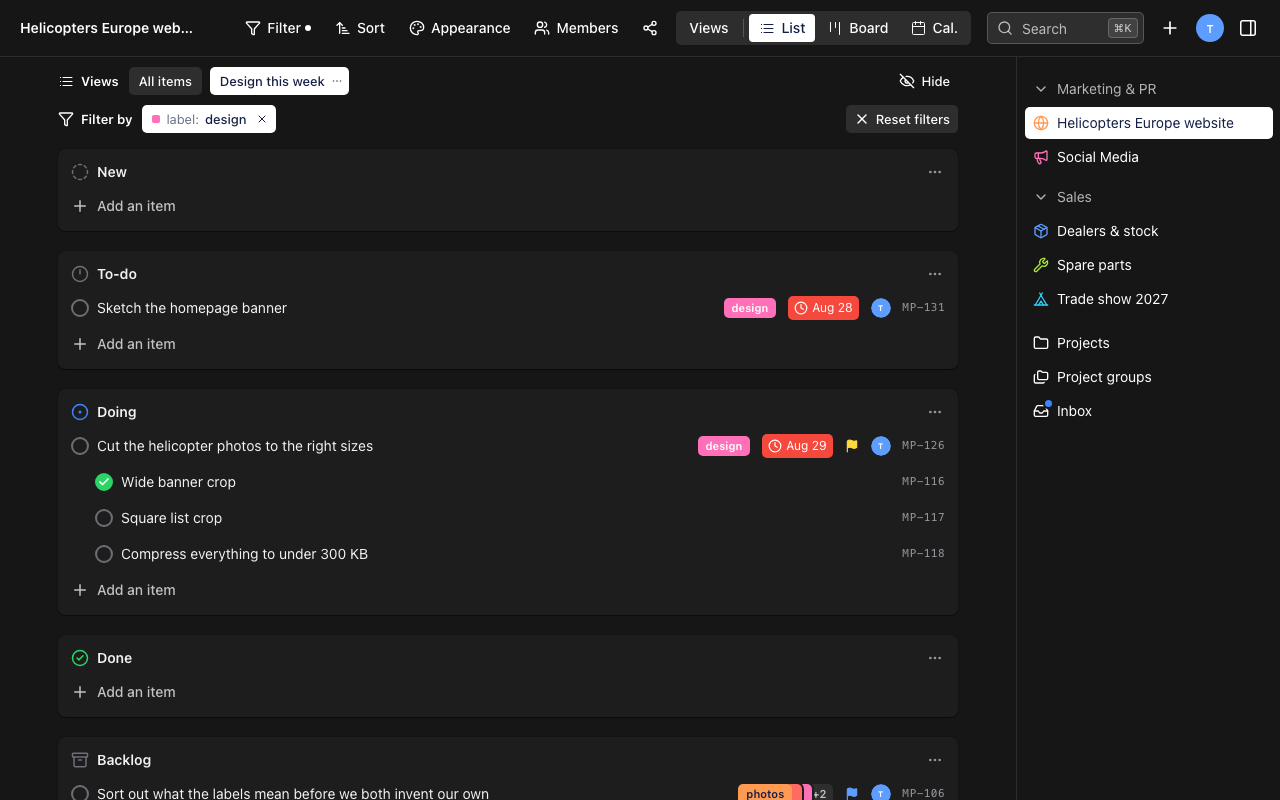 Helicopters Europe web... Filter Sort Appearance Members Views List Board Cal. Search ⌘K T
Views All items Design this week ...
Hide
Filter by label: design
Reset filters
New
Add an item
To-do
Sketch the homepage banner design Aug 28 T MP-131
Add an item
Doing
Cut the helicopter photos to the right sizes design Aug 29 T MP-126
Wide banner crop MP-116
Square list crop MP-117
Compress everything to under 300 KB MP-118
Add an item
Done
Add an item
Backlog
Sort out what the labels mean before we both invent our own photos +2 T MP-106
Marketing & PR
Helicopters Europe website
Social Media
Sales
Dealers & stock
Spare parts
Trade show 2027
Projects
Project groups
Inbox